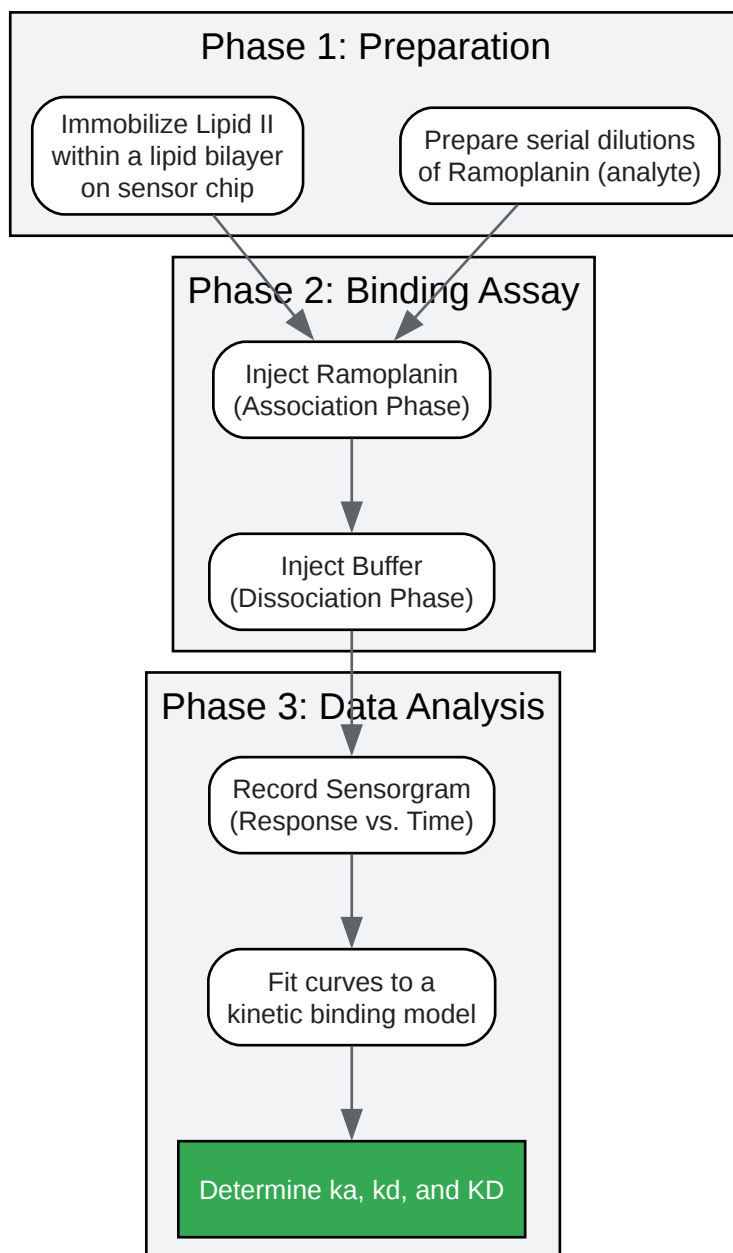 Phase 1: Preparation
Immobilize Lipid II
within a lipid bilayer
on sensor chip
Prepare serial dilutions
of Ramoplanin (analyte)
Phase 2: Binding Assay
Inject Ramoplanin
(Association Phase)
Inject Buffer
(Dissociation Phase)
Phase 3: Data Analysis
Record Sensorgram
(Response vs. Time)
Fit curves to a
kinetic binding model
Determine ka, kd, and KD